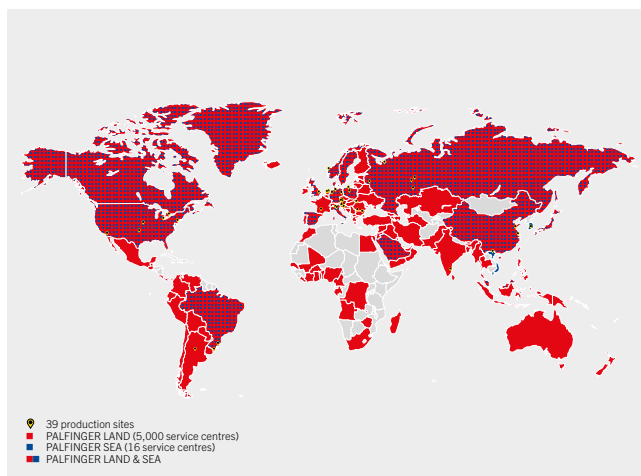 39 production sites
PALFINGER LAND (5,000 service centres)
PALFINGER SEA (16 service centres)
PALFINGER LAND & SEA